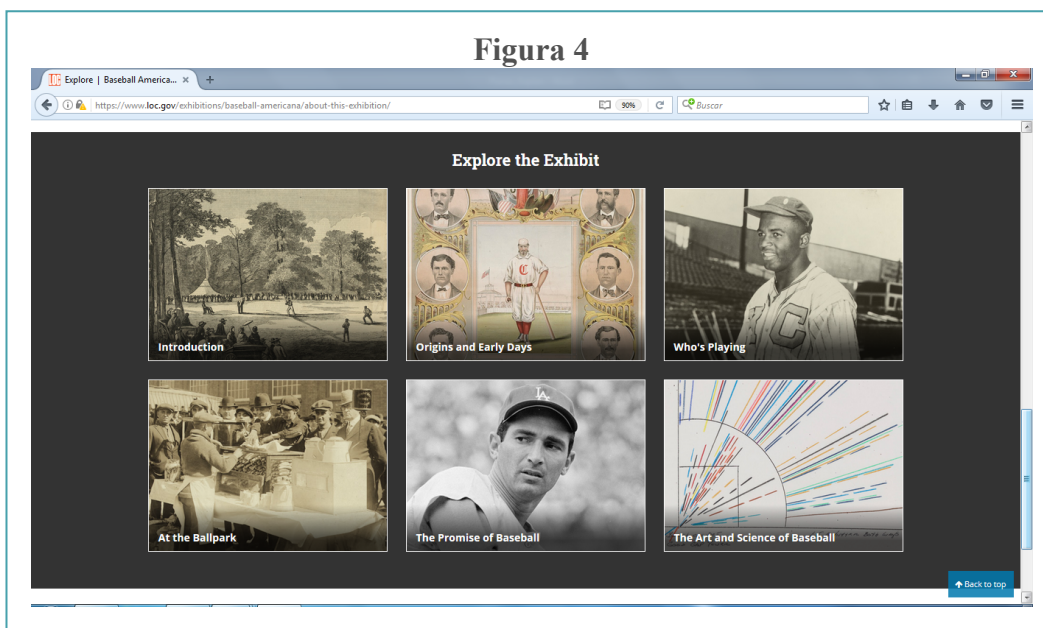 Figura 4
Explore | Baseball America... × +
https://www.loc.gov/exhibitions/baseball-americana/about-this-exhibition/ 90% Buscar
Explore the Exhibit
C
C
Introduction
Origins and Early Days
Who's Playing
LA
At the Ballpark
The Promise of Baseball
The Art and Science of Baseball
Back to top